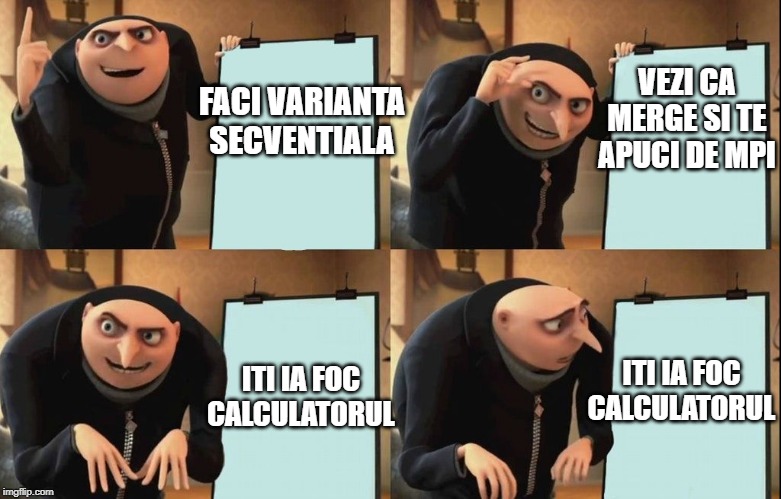 FACI VARIANTA
SECVENTIALA
VEZI CA
MERGE SI TE
APUCI DE MPI
ITI IA FOC
CALCULATORUL
ITI IA FOC
CALCULATORUL
imgflip.com